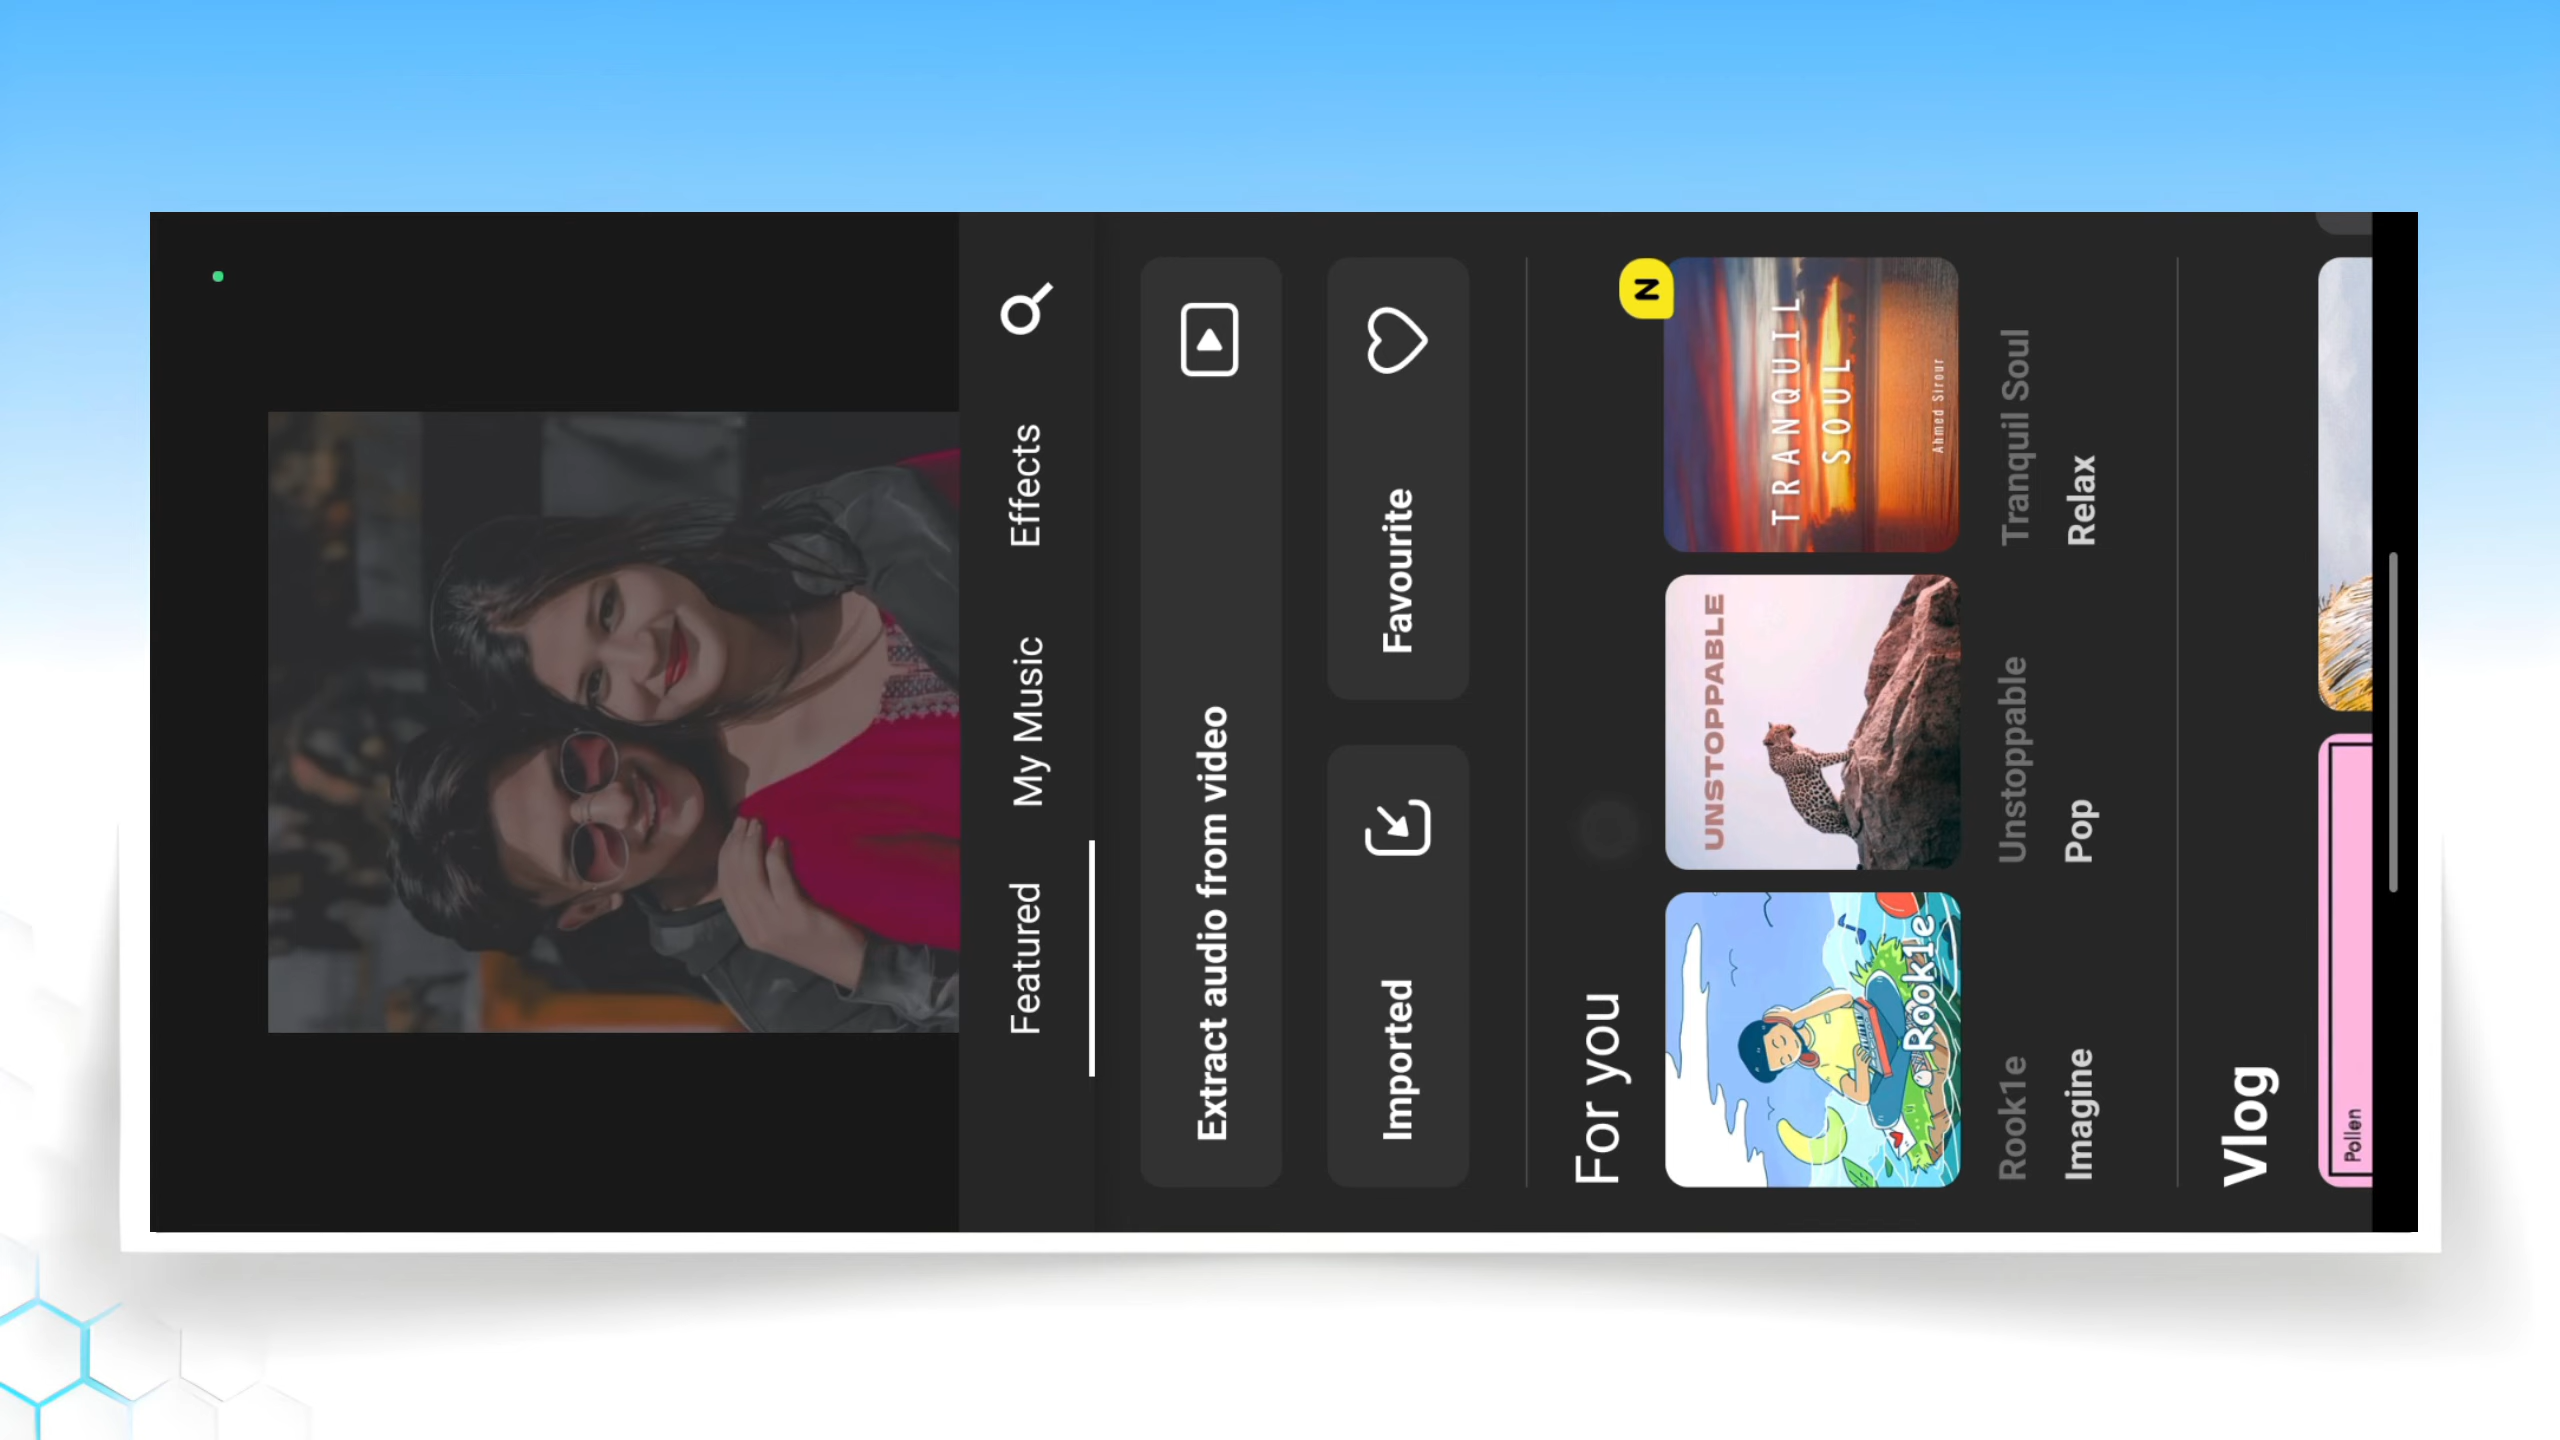 Featured My Music Effects
Extract audio from video
Imported Favourite
For you
N
Rook1e
UNSTOPPABLE
TRANQUIL
SOUL
Ahmed Sirour
Rook1e Unstoppable Tranquil Soul
Imagine Pop Relax
Vlog
Pollen